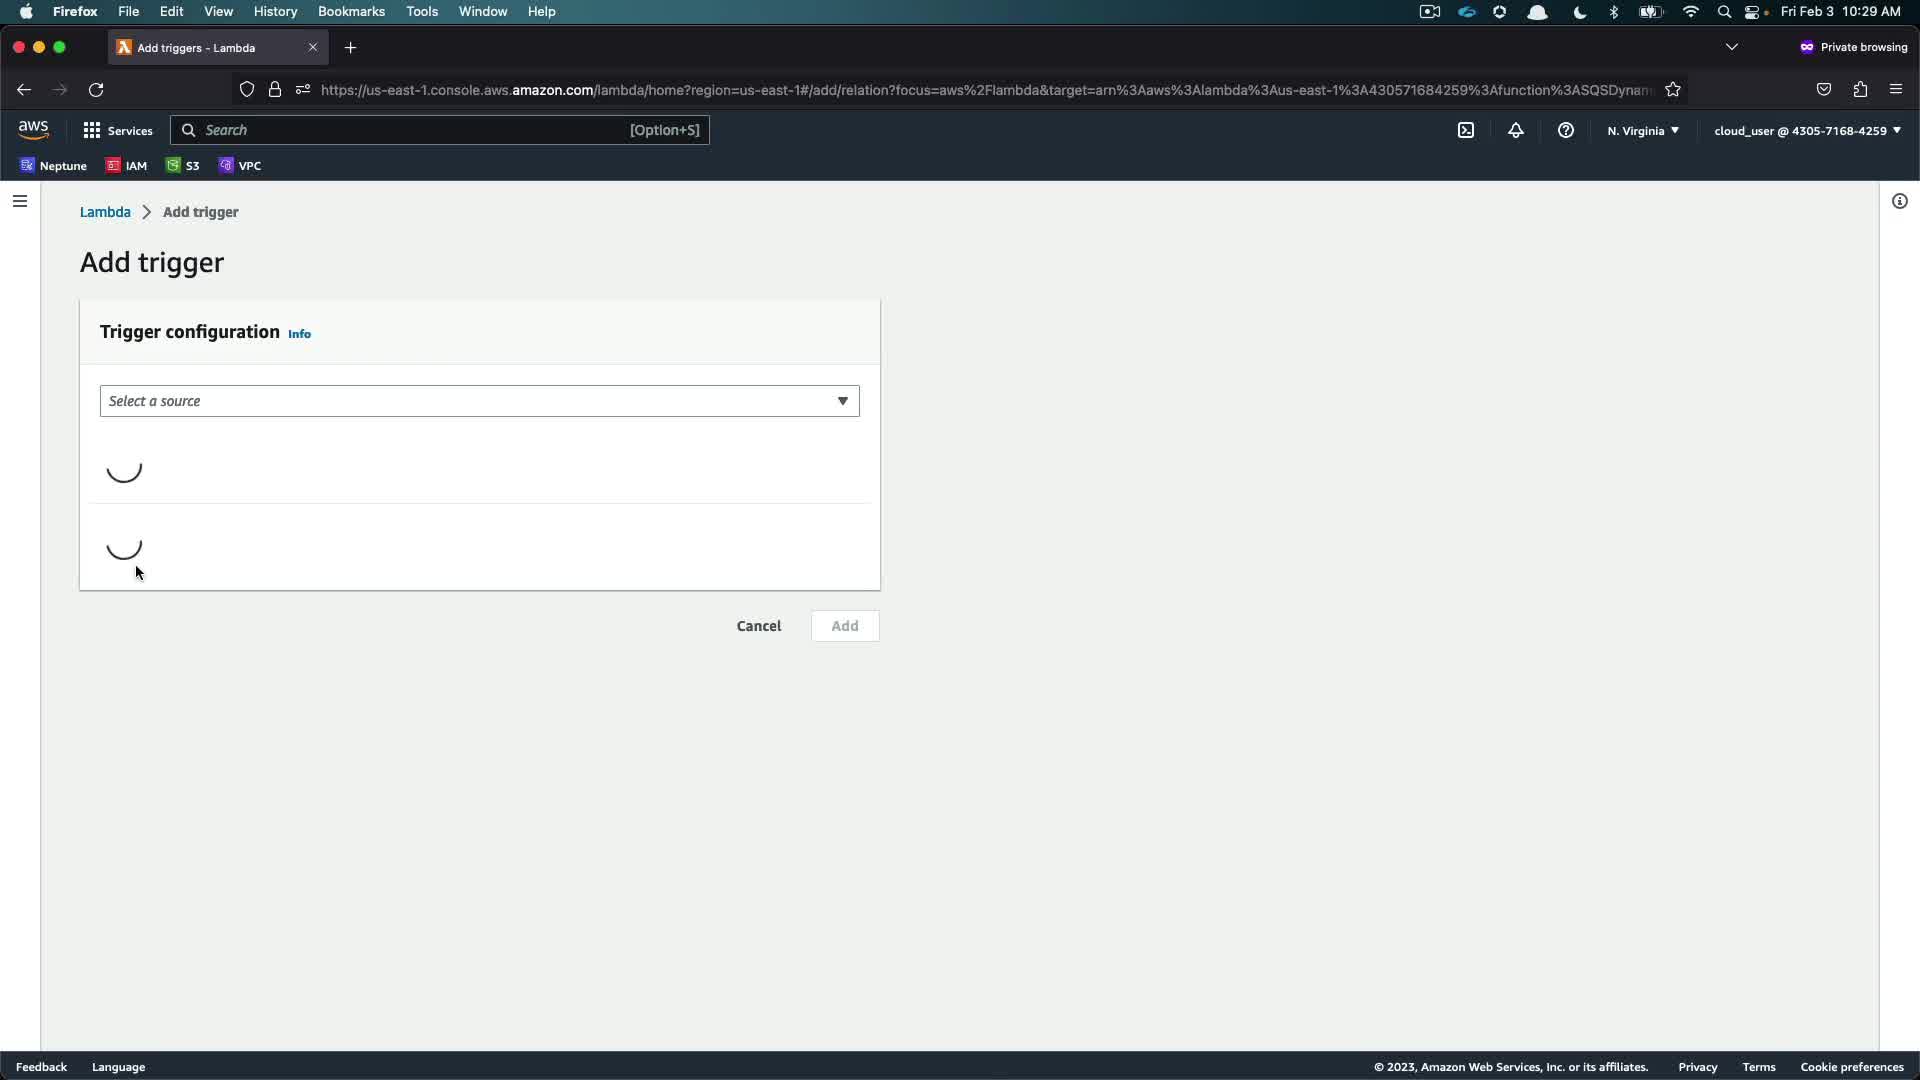 Firefox File Edit View History Bookmarks Tools Window Help Fri Feb 3 10:29 AM
Add triggers - Lambda Private browsing
https://us-east-1.console.aws.amazon.com/lambda/home?region=us-east-1#/add/relation?focus=aws%2Flambda&target=arn%3Aaws%3Alambda%3Aus-east-1%3A430571684259%3Afunction%3ASQSDynam
aws Services Search [Option+S] N. Virginia cloud_user @ 4305-7168-4259
Neptune IAM S3 VPC
Lambda Add trigger
Add trigger
Trigger configuration Info
Select a source
Cancel Add
Feedback Language © 2023, Amazon Web Services, Inc. or its affiliates. Privacy Terms Cookie preferences